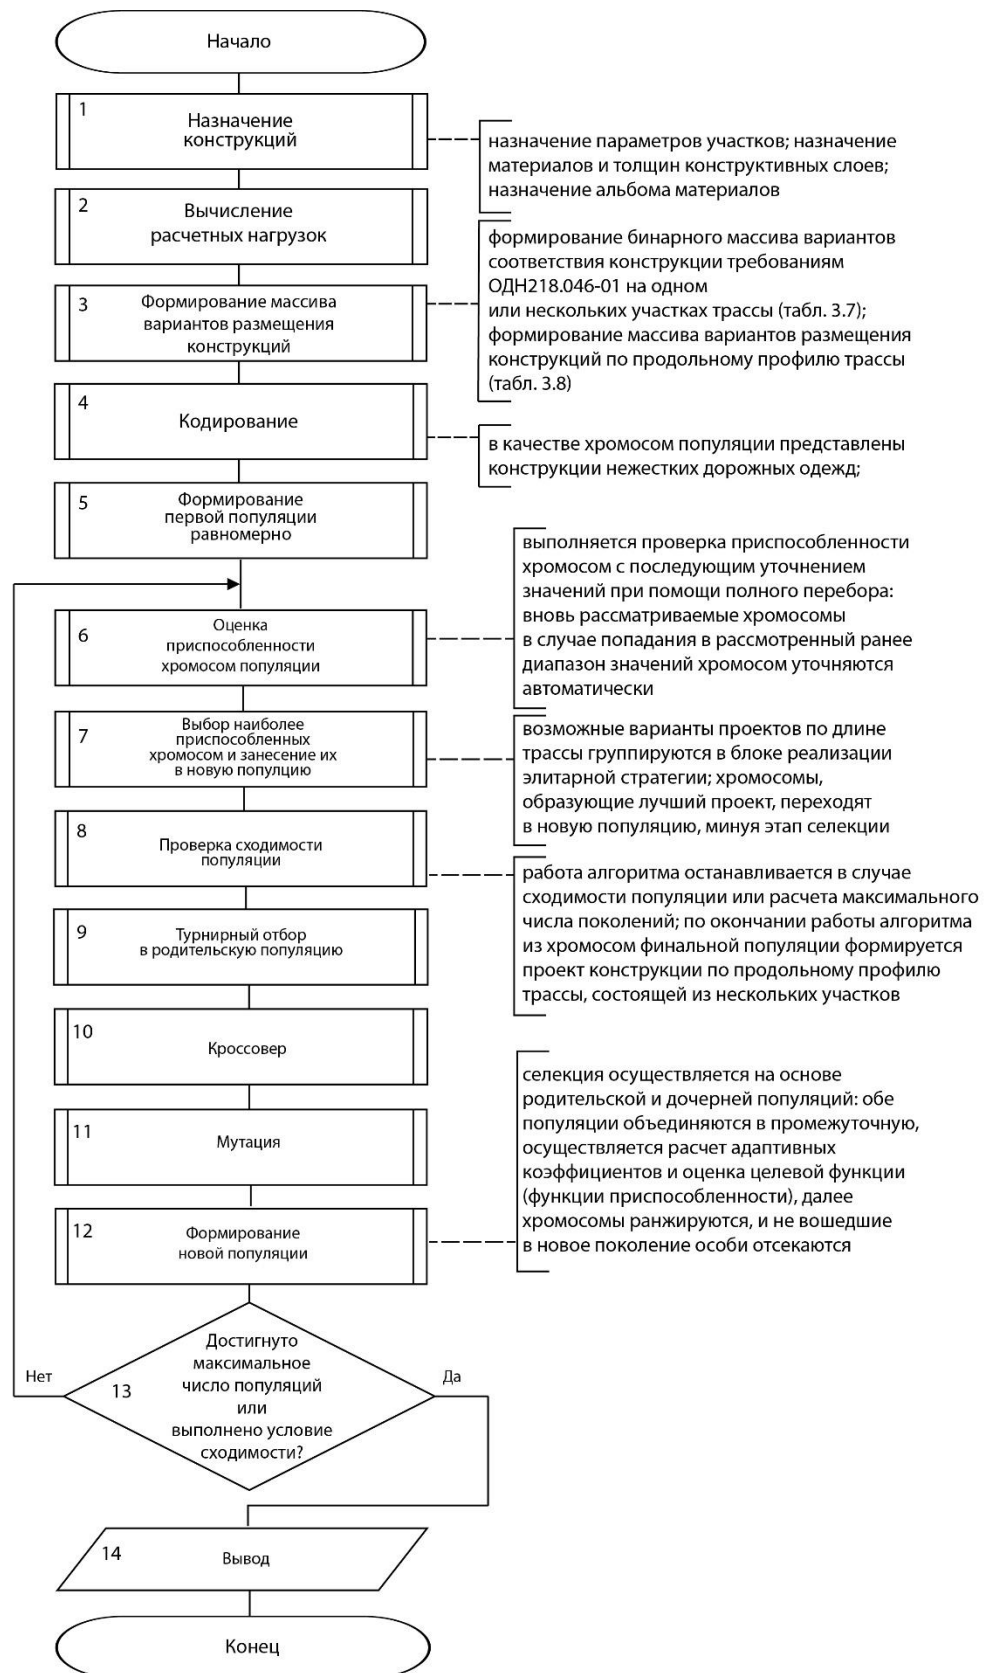 Начало
1
Назначение
конструкций
назначение параметров участков; назначение
материалов и толщин конструктивных слоев;
назначение альбома материалов
2
Вычисление
расчетных нагрузок
3
Формирование массива
вариантов размещения
конструкций
формирование бинарного массива вариантов
соответствия конструкции требованиям
ОДН218.046-01 на одном
или нескольких участках трассы (табл. 3.7);
формирование массива вариантов размещения
конструкций по продольному профилю трассы
(табл. 3.8)
4
Кодирование
в качестве хромосом популяции представлены
конструкции нежестких дорожных одежд;
5
Формирование
первой популяции
равномерно
6
Оценка
приспособленности
хромосом популяции
выполняется проверка приспособленности
хромосом с последующим уточнением
значений при помощи полного перебора:
вновь рассматриваемые хромосомы
в случае попадания в рассмотренный ранее
диапазон значений хромосом уточняются
автоматически
7
Выбор наиболее
приспособленных
хромосом и занесение их
в новую популцию
возможные варианты проектов по длине
трассы группируются в блоке реализации
элитарной стратегии; хромосомы,
образующие лучший проект, переходят
в новую популяцию, минуя этап селекции
8
Проверка сходимости
популяции
работа алгоритма останавливается в случае
сходимости популяции или расчета максимального
числа поколений; по окончании работы алгоритма
из хромосом финальной популяции формируется
проект конструкции по продольному профилю
трассы, состоящей из нескольких участков
9
Турнирный отбор
в родительскую популяцию
10
Кроссовер
11
Мутация
12
Формирование
новой популяции
селекция осуществляется на основе
родительской и дочерней популяций: обе
популяции объединяются в промежуточную,
осуществляется расчет адаптивных
коэффициентов и оценка целевой функции
(функции приспособленности), далее
хромосомы ранжируются, и не вошедшие
в новое поколение особи отсекаются
13
Достигнуто
максимальное
число популяций
или
выполнено условие
сходимости?
Нет
Да
14
Вывод
Конец